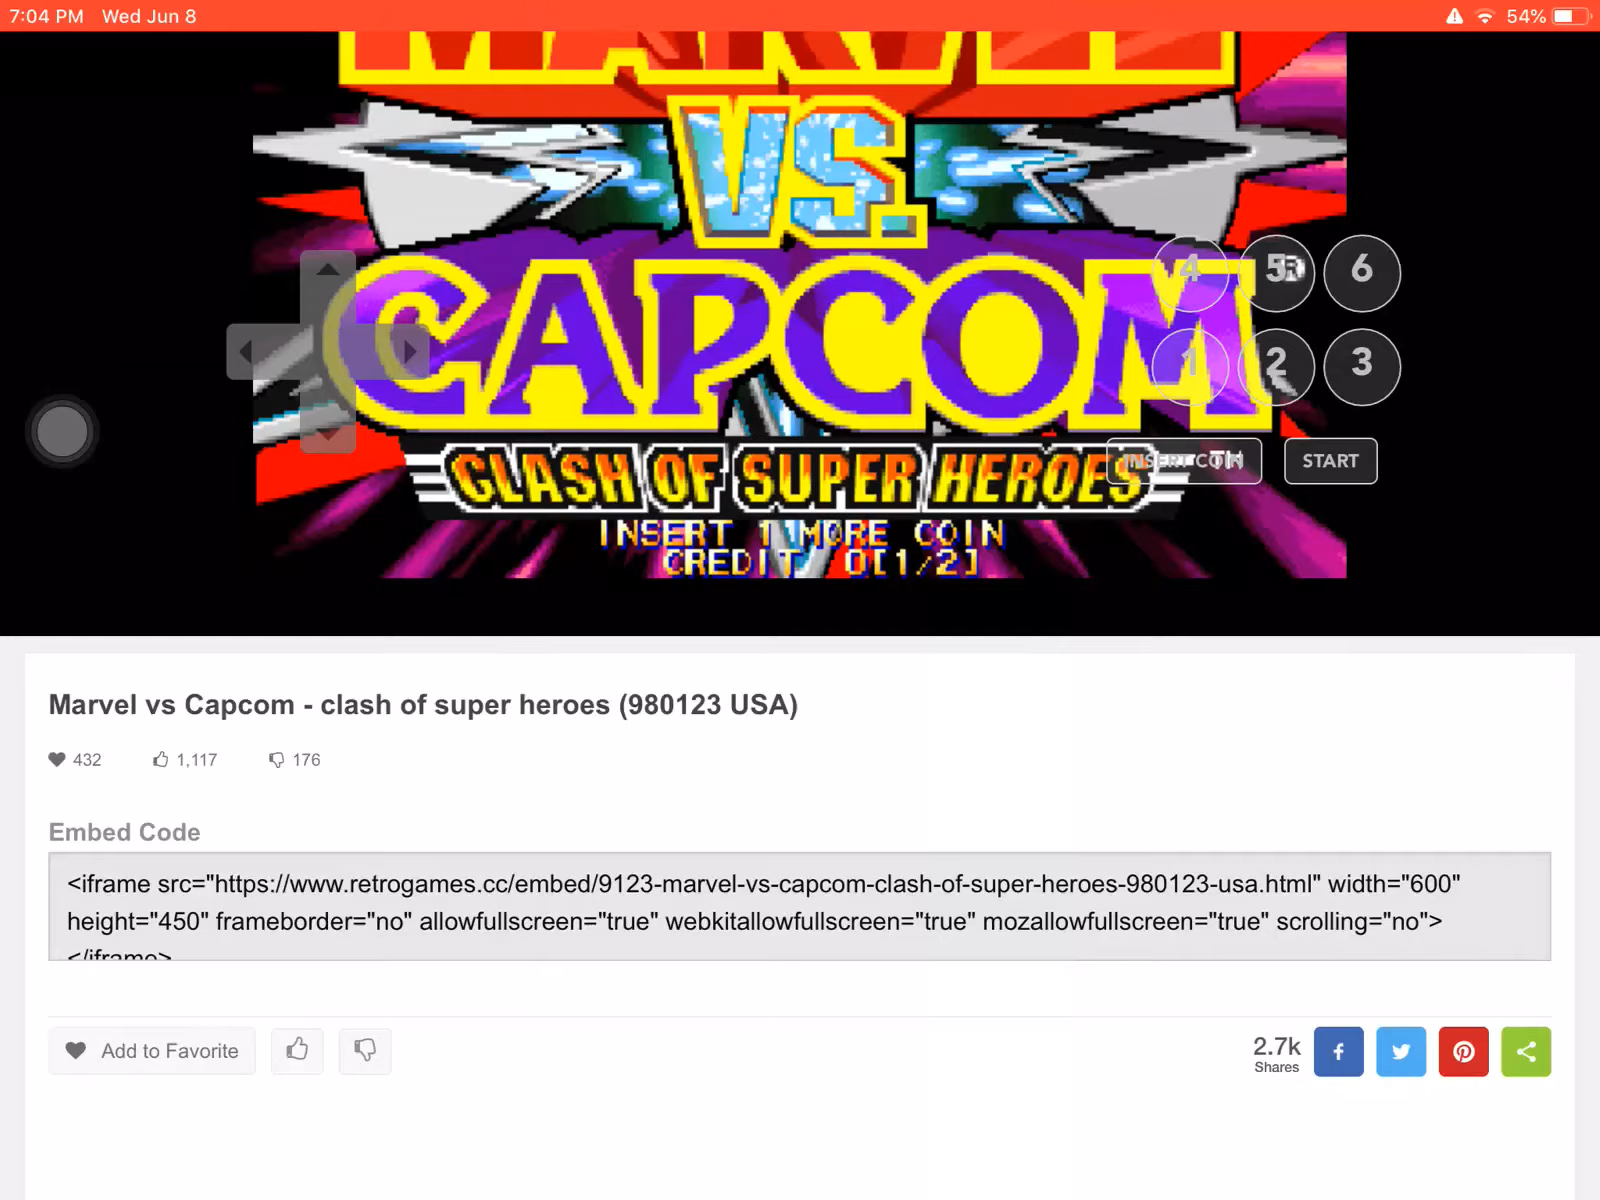 7:04 PM Wed Jun 8
54%
MARVEL
VS.
CAPCOM
4 5 6
1 2 3
CLASH OF SUPER HEROES
INSERT COIN
START
INSERT 1 MORE COIN
CREDIT 0[1/2]
Marvel vs Capcom - clash of super heroes (980123 USA)
432 1,117 176
Embed Code
<iframe src="https://www.retrogames.cc/embed/9123-marvel-vs-capcom-clash-of-super-heroes-980123-usa.html" width="600"
height="450" frameborder="no" allowfullscreen="true" webkitallowfullscreen="true" mozallowfullscreen="true" scrolling="no">
</iframe>
Add to Favorite
2.7k
Shares